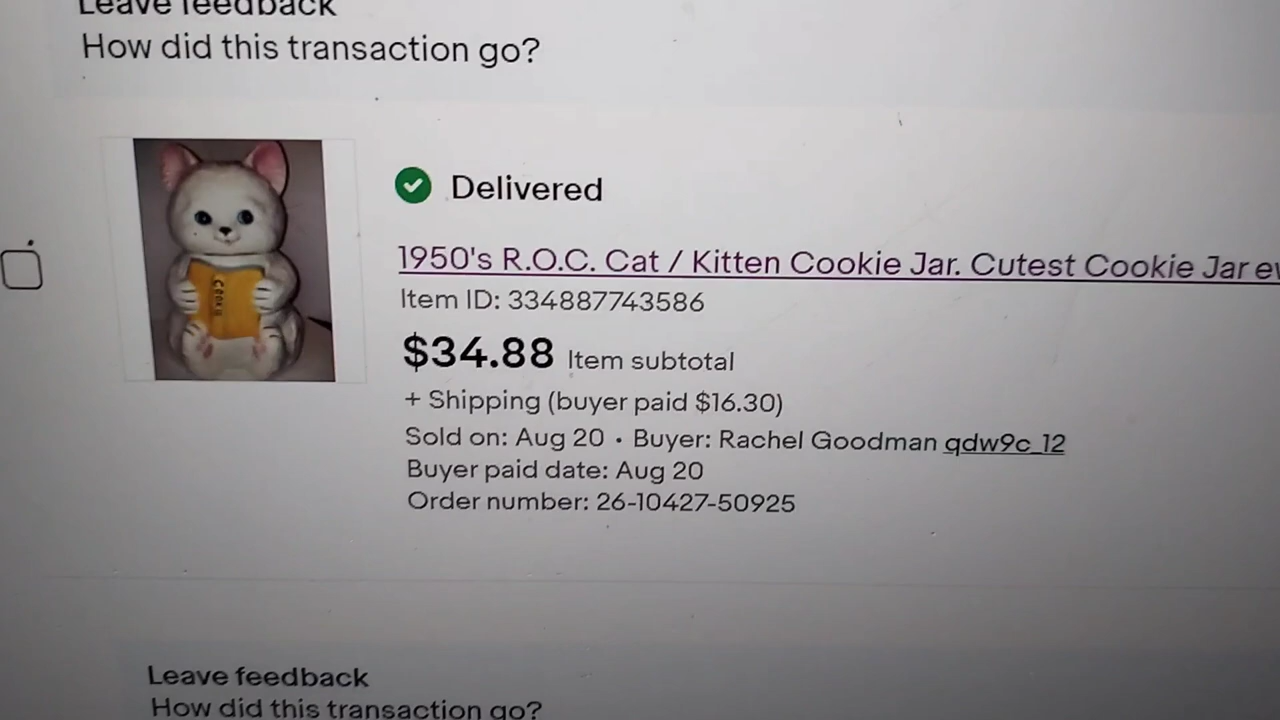 Leave feedback
How did this transaction go?
Delivered
1950's R.O.C. Cat / Kitten Cookie Jar. Cutest Cookie Jar
Item ID: 334887743586
$34.88 Item subtotal
+ Shipping (buyer paid $16.30)
Sold on: Aug 20 • Buyer: Rachel Goodman qdw9c_12
Buyer paid date: Aug 20
Order number: 26-10427-50925
Leave feedback
How did this transaction go?